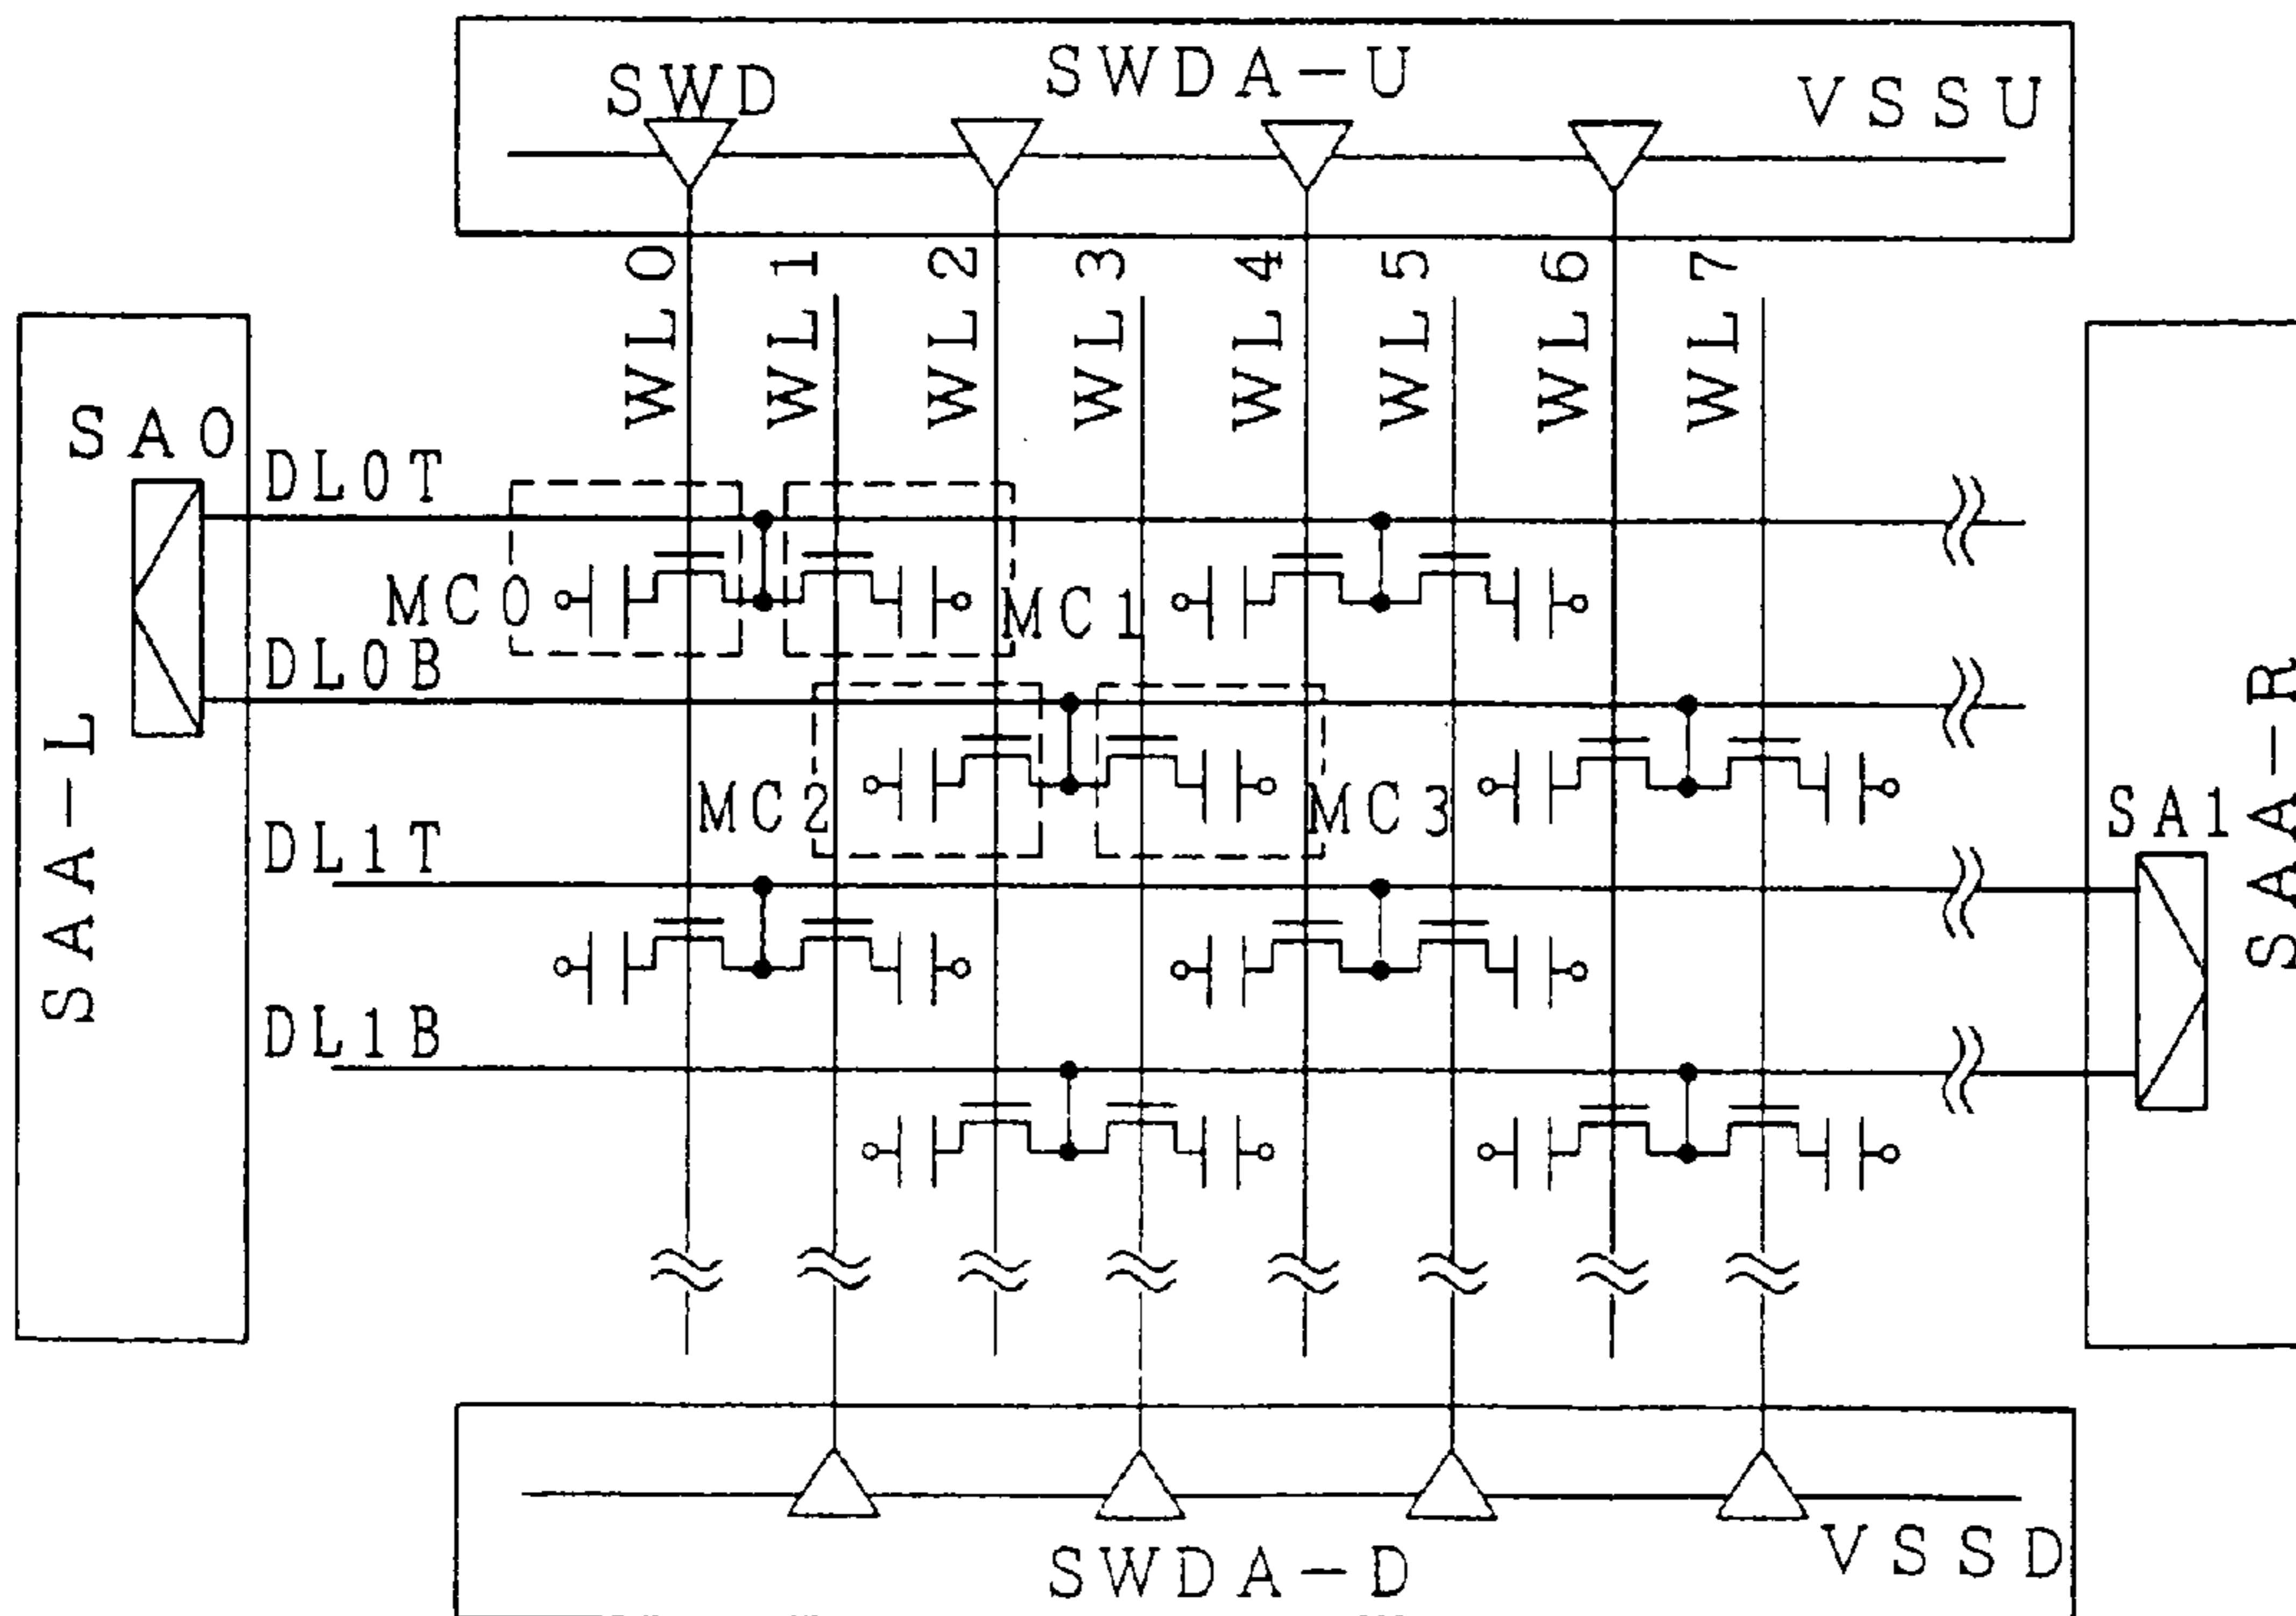 SWD
SWDA-U
VSSU
WL0
WL1
WL2
WL3
WL4
WL5
WL6
WL7
SA0
DL0T
MC0
MC1
DL0B
SAA-L
MC2
MC3
SA1
SAA-R
DL1T
DL1B
SWDA-D
VSSD